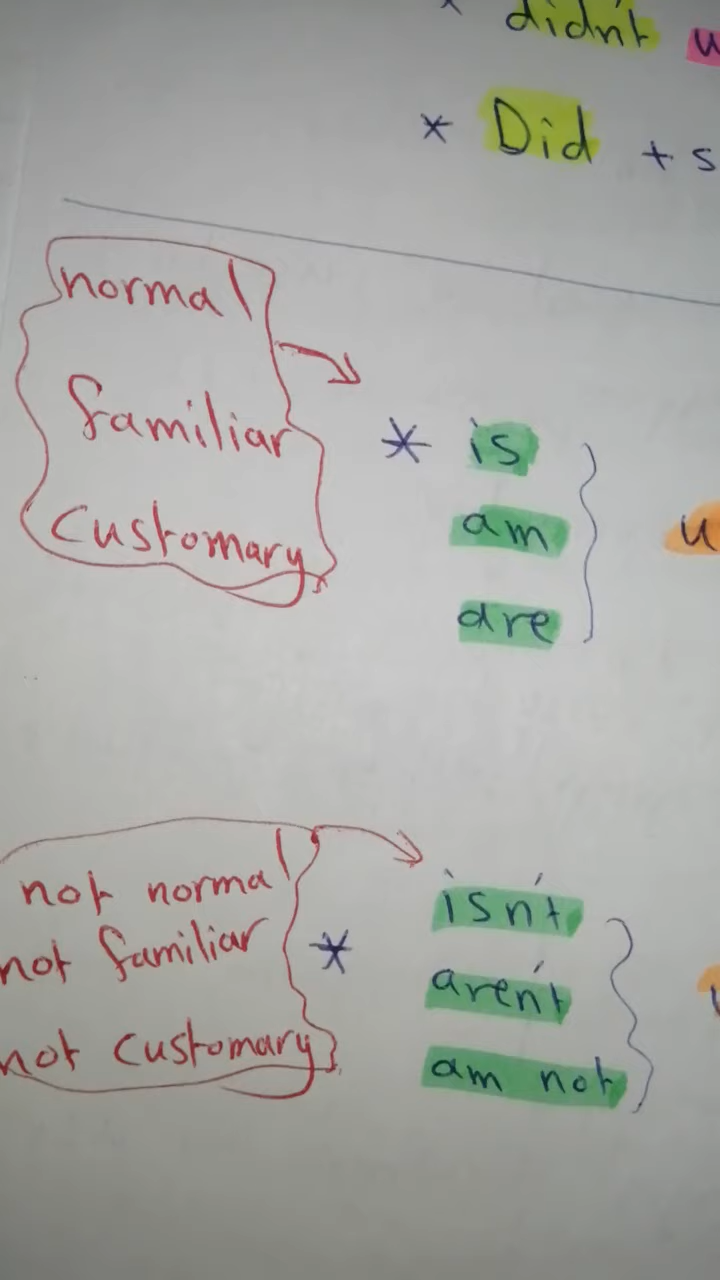 * didn't u
* Did + s
normal
familiar
Customary
* is
am
are
u
not normal
not familiar
not Customary
* isn't
aren't
am not